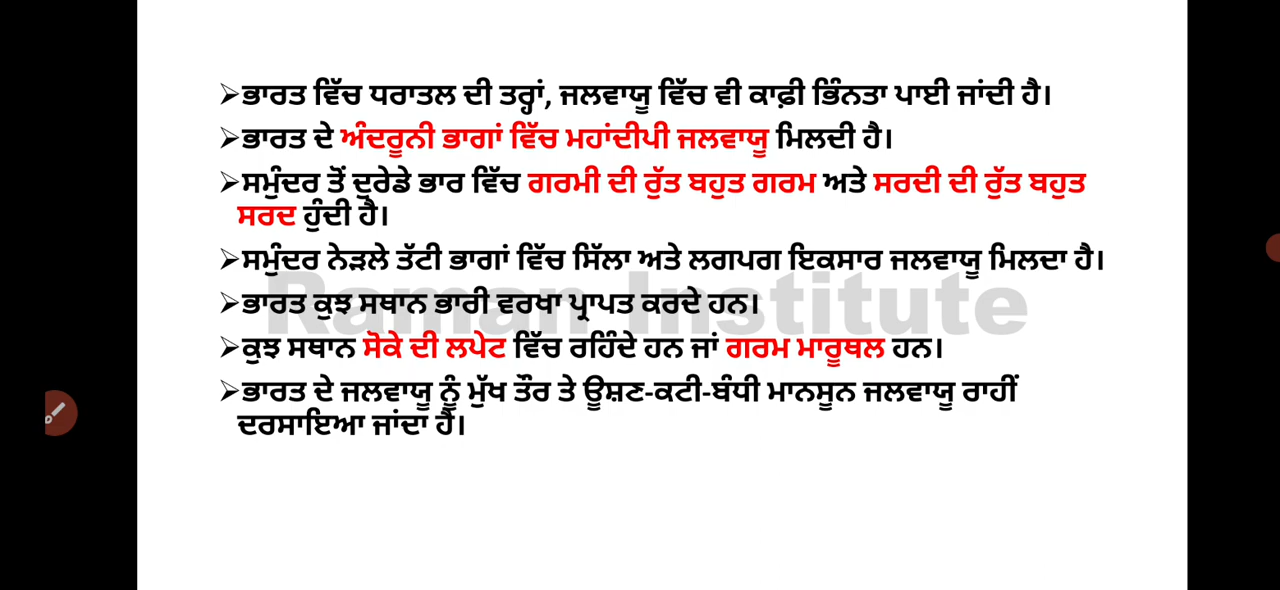 ➢ਭਾਰਤ ਵਿੱਚ ਧਰਾਤਲ ਦੀ ਤਰ੍ਹਾਂ, ਜਲਵਾਯੂ ਵਿੱਚ ਵੀ ਕਾਫ਼ੀ ਭਿੰਨਤਾ ਪਾਈ ਜਾਂਦੀ ਹੈ।
➢ਭਾਰਤ ਦੇ ਅੰਦਰੂਨੀ ਭਾਗਾਂ ਵਿੱਚ ਮਹਾਂਦੀਪੀ ਜਲਵਾਯੂ ਮਿਲਦੀ ਹੈ।
➢ਸਮੁੰਦਰ ਤੋਂ ਦੂਰੇਡੇ ਭਾਰ ਵਿੱਚ ਗਰਮੀ ਦੀ ਰੁੱਤ ਬਹੁਤ ਗਰਮ ਅਤੇ ਸਰਦੀ ਦੀ ਰੁੱਤ ਬਹੁਤ
ਸਰਦ ਹੁੰਦੀ ਹੈ।
➢ਸਮੁੰਦਰ ਨੇੜਲੇ ਤੱਟੀ ਭਾਗਾਂ ਵਿੱਚ ਸਿੱਲਾ ਅਤੇ ਲਗਪਗ ਇਕਸਾਰ ਜਲਵਾਯੂ ਮਿਲਦਾ ਹੈ।
➢ਭਾਰਤ ਕੁਝ ਸਥਾਨ ਭਾਰੀ ਵਰਖਾ ਪ੍ਰਾਪਤ ਕਰਦੇ ਹਨ।
Raman Institute
➢ਕੁਝ ਸਥਾਨ ਸੋਕੇ ਦੀ ਲਪੇਟ ਵਿੱਚ ਰਹਿੰਦੇ ਹਨ ਜਾਂ ਗਰਮ ਮਾਰੂਥਲ ਹਨ।
➢ਭਾਰਤ ਦੇ ਜਲਵਾਯੂ ਨੂੰ ਮੁੱਖ ਤੌਰ ਤੇ ਊਸ਼ਣ-ਕਟੀ-ਬੰਧੀ ਮਾਨਸੂਨ ਜਲਵਾਯੂ ਰਾਹੀਂ
ਦਰਸਾਇਆ ਜਾਂਦਾ ਹੈ।